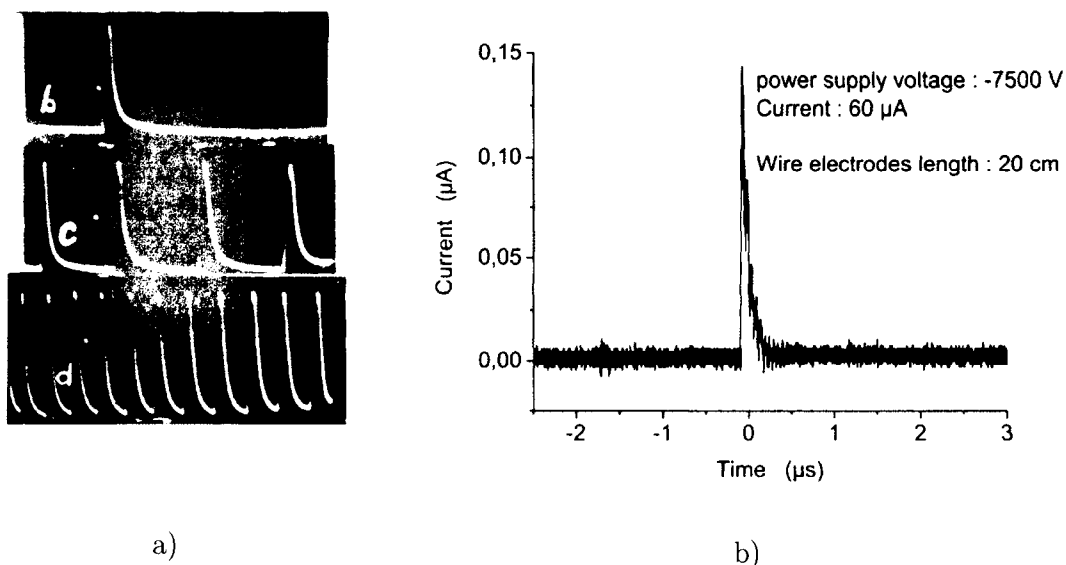 b
c
d
0,15
0,10
0,05
0,00
Current (µA)
power supply voltage : -7500 V
Current : 60 µA
Wire electrodes length : 20 cm
-2 -1 0 1 2 3
Time (µs)
a) b)